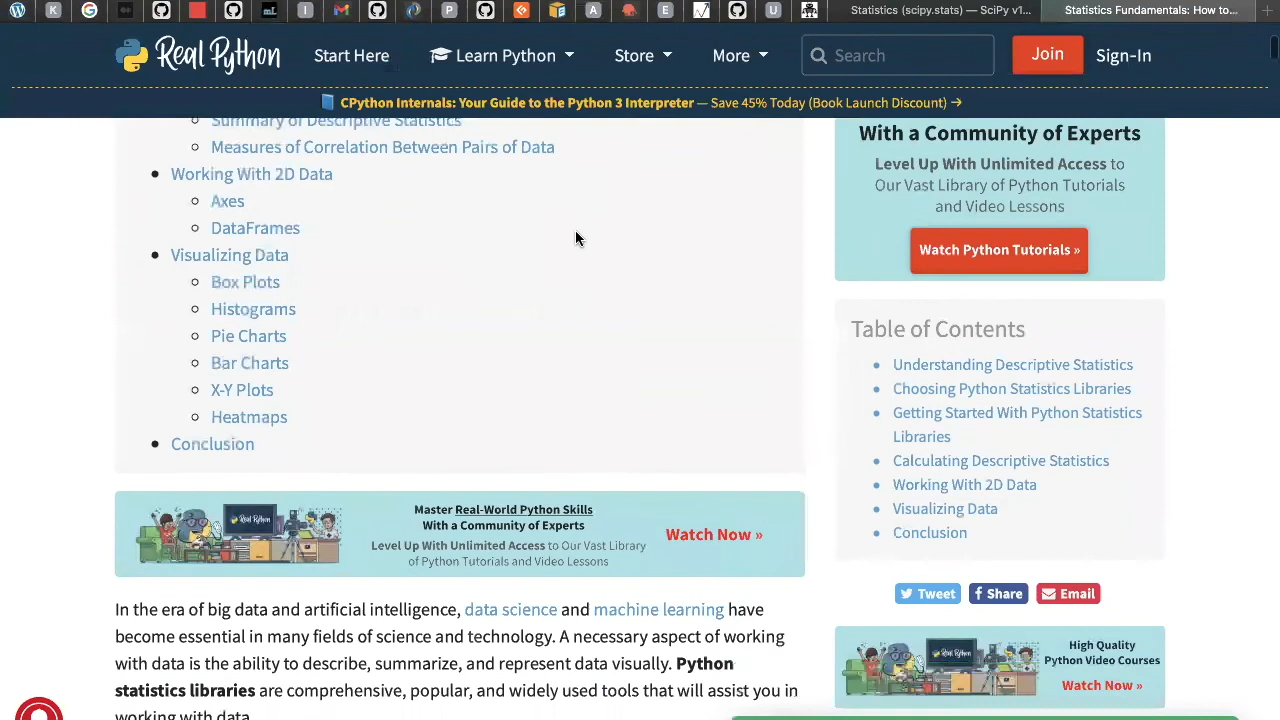 Statistics (scipy.stats) — SciPy v1...
Statistics Fundamentals: How to...
Real Python
Start Here
Learn Python
Store
More
Search
Join
Sign-In
CPython Internals: Your Guide to the Python 3 Interpreter — Save 45% Today (Book Launch Discount) →
Summary of Descriptive Statistics
Measures of Correlation Between Pairs of Data
Working With 2D Data
Axes
DataFrames
Visualizing Data
Box Plots
Histograms
Pie Charts
Bar Charts
X-Y Plots
Heatmaps
Conclusion
Real Python
Master Real-World Python Skills
With a Community of Experts
Level Up With Unlimited Access to Our Vast Library
of Python Tutorials and Video Lessons
Watch Now »
In the era of big data and artificial intelligence, data science and machine learning have
become essential in many fields of science and technology. A necessary aspect of working
with data is the ability to describe, summarize, and represent data visually. Python
statistics libraries are comprehensive, popular, and widely used tools that will assist you in
working with data.
With a Community of Experts
Level Up With Unlimited Access to
Our Vast Library of Python Tutorials
and Video Lessons
Watch Python Tutorials »
Table of Contents
Understanding Descriptive Statistics
Choosing Python Statistics Libraries
Getting Started With Python Statistics
Libraries
Calculating Descriptive Statistics
Working With 2D Data
Visualizing Data
Conclusion
Tweet
Share
Email
Real Python
High Quality
Python Video Courses
Watch Now »